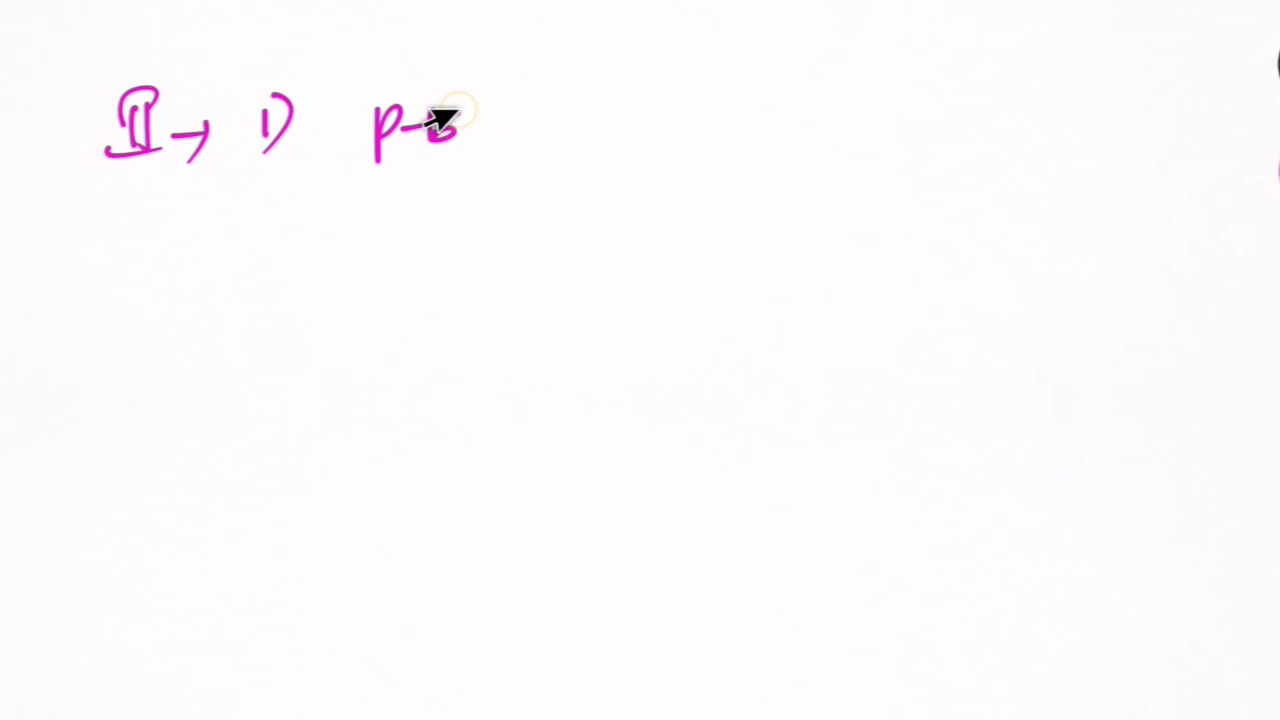 II → 1) P-